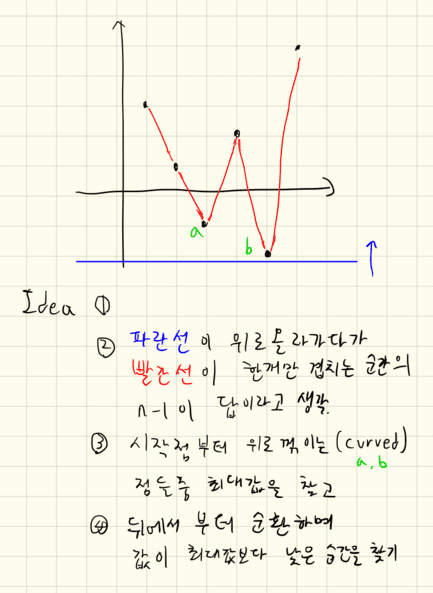 a
b
Idea ①
② 파란선이 위로 올라가다가
빨간선이 한개만 겹치는 순간의
n-1이 답이라고 생각.
③ 시작점부터 위로 꺾이는 (curved)
a, b
점들중 최대값을 찾고
④ 뒤에서 부터 순환하며
값이 최대값보다 낮은 순간을 찾기